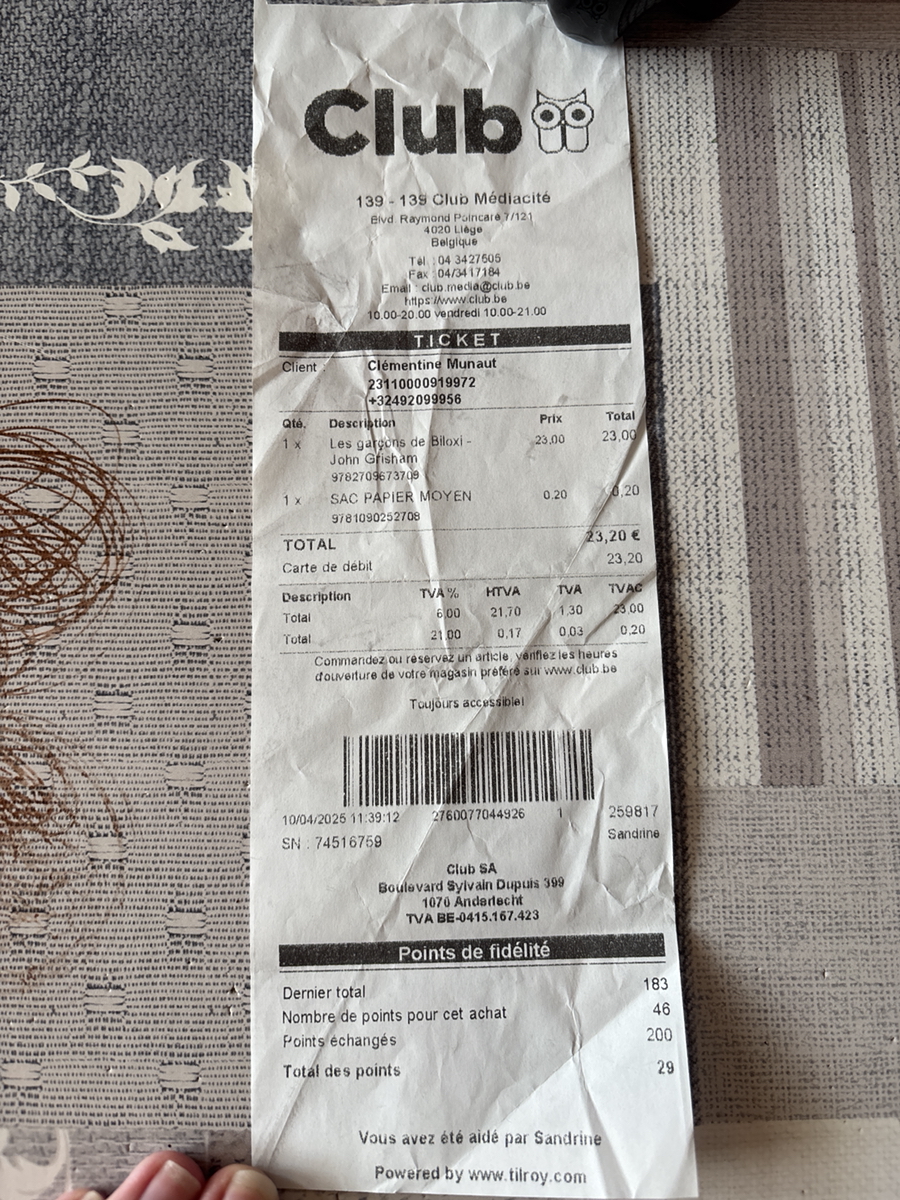 Club
139 - 139 Club Médiacité
Blvd. Raymond Poincaré 7/121
4020 Liège
Belgique
Tél. : 04 3427605
Fax : 04/3417184
Email : club.media@club.be
https://www.club.be
10.00-20.00 vendredi 10.00-21.00
TICKET
Client : Clémentine Munaut
23110000919972
+32492099956
Qté. Description Prix Total
1 x Les garçons de Biloxi - 23,00 23,00
John Grisham
9782709673709
1 x SAC PAPIER MOYEN 0,20 0,20
9781090252708
TOTAL 23,20 €
Carte de débit 23,20
Description TVA % HTVA TVA TVAC
Total 6,00 21,70 1,30 23,00
Total 21,00 0,17 0,03 0,20
Commandez ou réservez un article, vérifiez les heures
d'ouverture de votre magasin préféré sur www.club.be
Toujours accessible!
10/04/2025 11:39:12 2760077044926 1 259817
SN : 74516759 Sandrine
Club SA
Boulevard Sylvain Dupuis 399
1070 Anderlecht
TVA BE-0415.167.423
Points de fidélité
Dernier total 183
Nombre de points pour cet achat 46
Points échangés 200
Total des points 29
Vous avez été aidé par Sandrine
Powered by www.tilroy.com